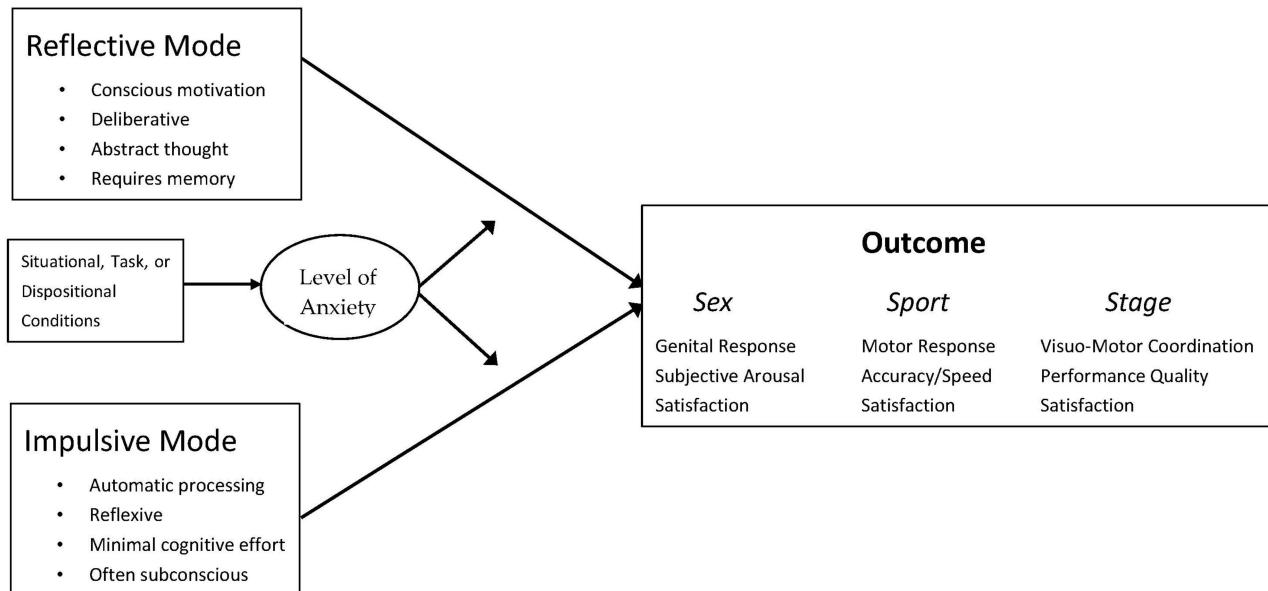 Reflective Mode
• Conscious motivation
• Deliberative
• Abstract thought
• Requires memory
Situational, Task, or
Dispositional
Conditions
Level of
Anxiety
Impulsive Mode
• Automatic processing
• Reflexive
• Minimal cognitive effort
• Often subconscious
Outcome
Sex Sport Stage
Genital Response Motor Response Visuo-Motor Coordination
Subjective Arousal Accuracy/Speed Performance Quality
Satisfaction Satisfaction Satisfaction